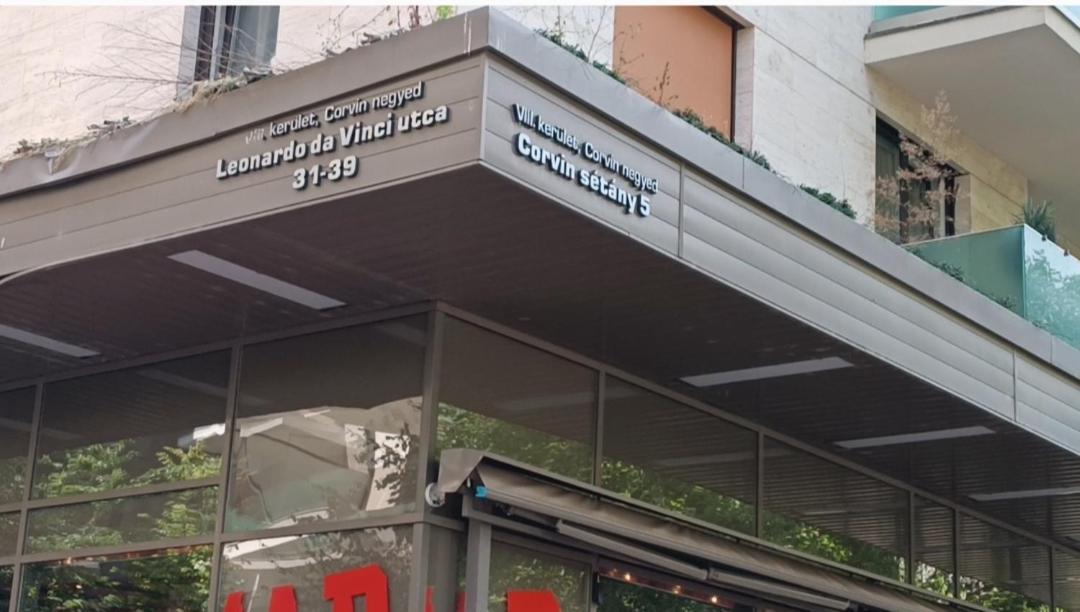 VIII. kerület, Corvin negyed
Leonardo da Vinci utca
31-39
VIII. kerület, Corvin negyed
Corvin sétány 5